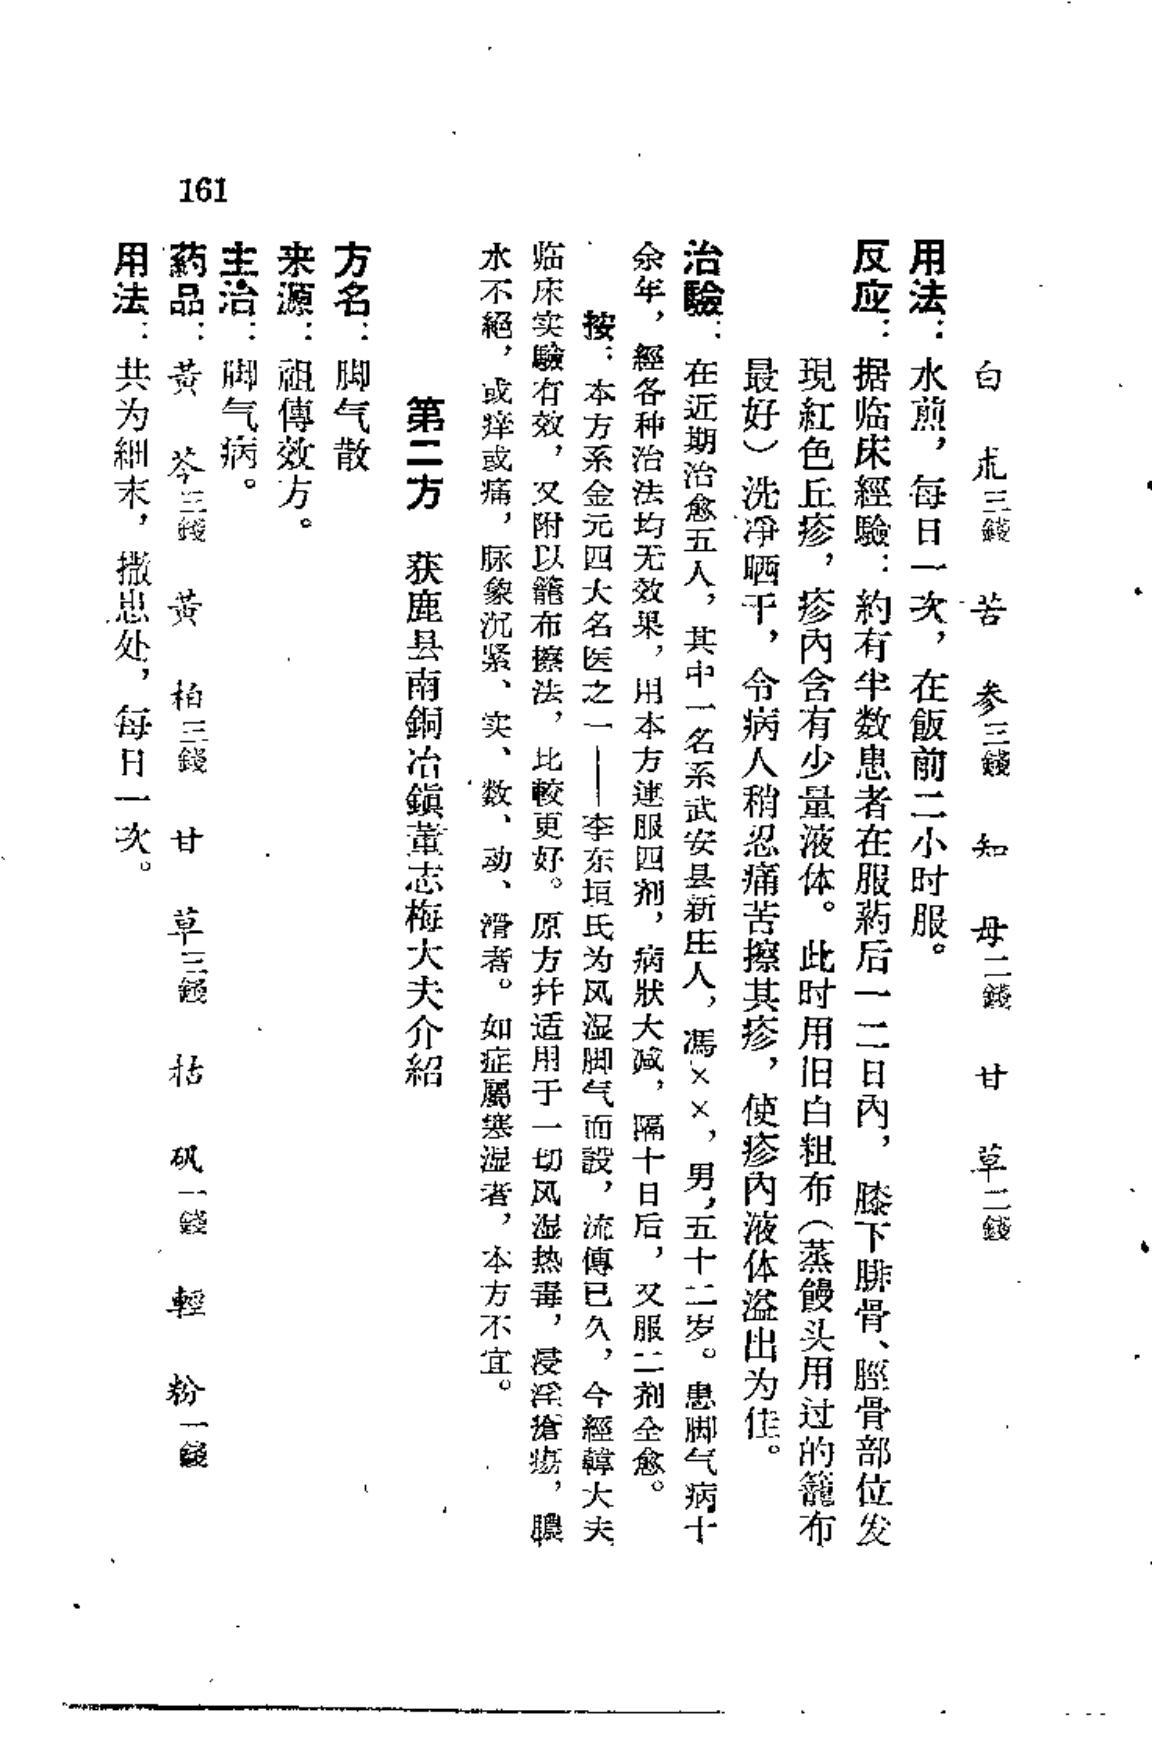 白朮三錢 苦参三錢 知母二錢 甘草二錢
用法：水煎，每日一次，在飯前二小时服。
反应：据临床經驗：約有半数患者在服药后一二日內，膝下腓骨、脛骨部位发
現紅色丘疹，疹內含有少量液体。此时用旧白粗布（蒸饅头用过的籠布
最好）洗净晒干，令病人稍忍痛苦擦其疹，使疹內液体溢出为佳。
治驗：在近期治愈五人，其中一名系武安县新庄人，馮××，男，五十二岁。患脚气病十
余年，經各种治法均无效果，用本方連服四剂，病狀大减，隔十日后，又服二剂全愈。
按：本方系金元四大名医之一——李东垣氏为风湿脚气而設，流傳已久，今經韓大夫
临床实驗有效，又附以籠布擦法，比較更好。原方幷适用于一切风湿热毒，浸淫瘡瘍，膿
水不絕，或痒或痛，脉象沉紧、实、数、动、滑者。如症屬寒湿者，本方不宜。
第二方 获鹿县南銅冶鎭董志梅大夫介紹
方名：脚气散
来源：祖傳效方。
主治：脚气病。
药品：黃芩三錢 黃柏三錢 甘草三錢 枯矾一錢 輕粉一錢
用法：共为細末，撒患处，每日一次。
161